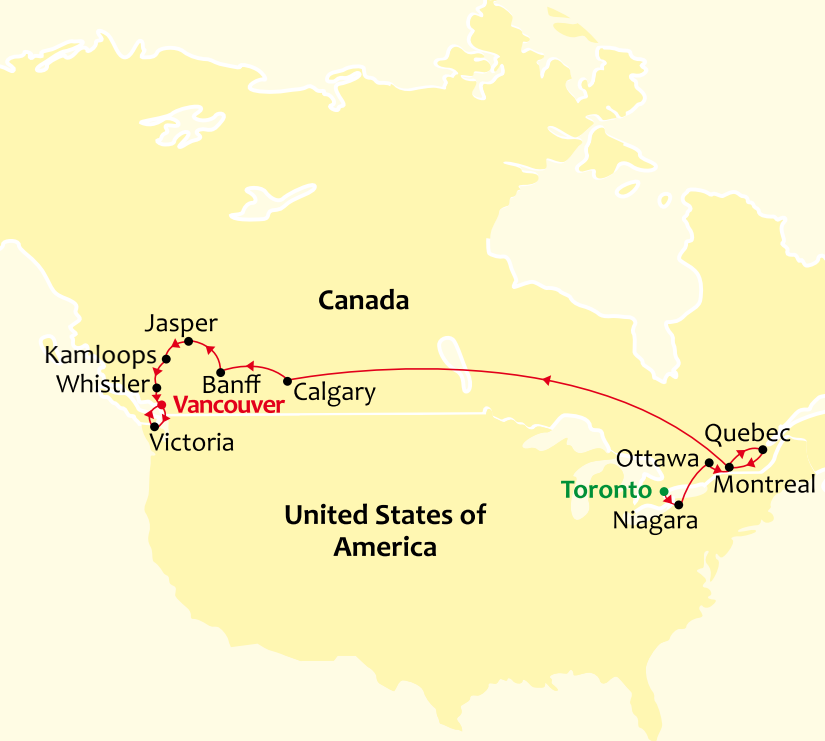 Canada
Jasper
Kamloops
Whistler
Banff
Calgary
Vancouver
Victoria
Quebec
Ottawa
Montreal
Toronto
Niagara
United States of
America